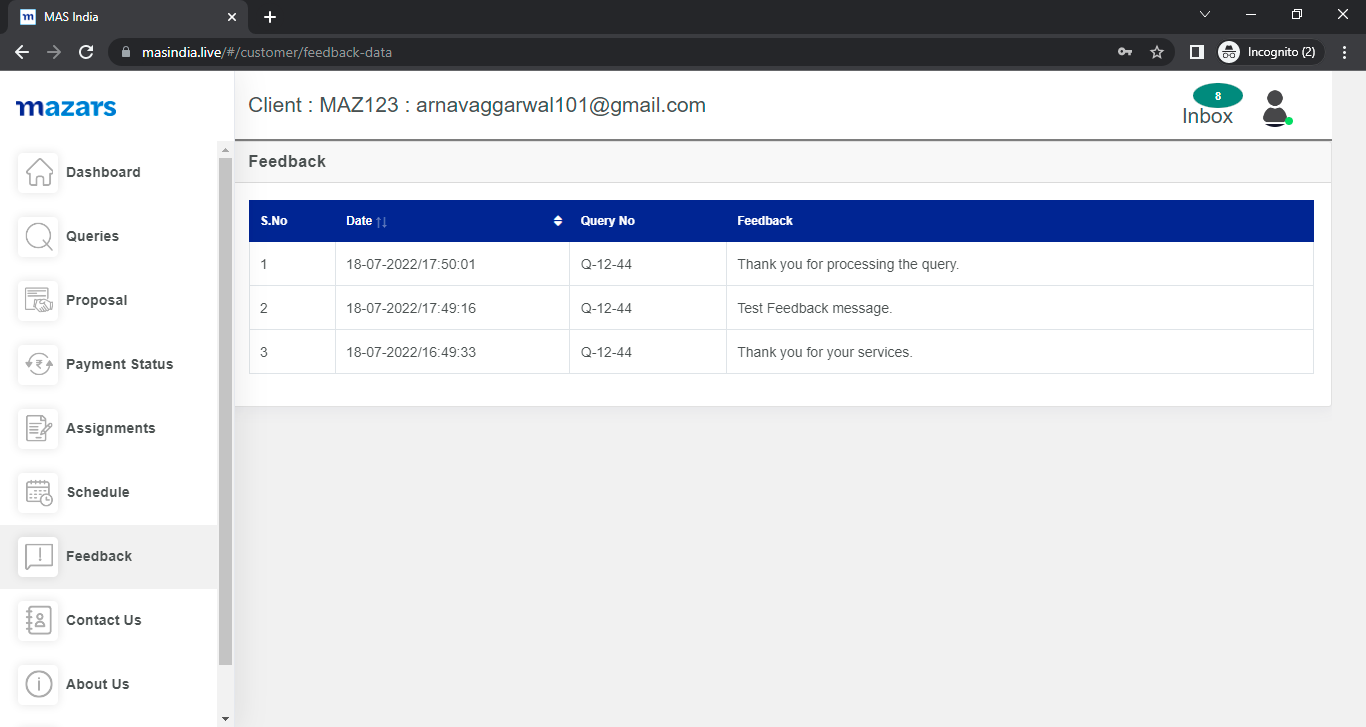 MAS India
masindia.live/#/customer/feedback-data
Incognito (2)
mazars
Client : MAZ123 : arnavaggarwal101@gmail.com
8
Inbox
Dashboard
Queries
Proposal
Payment Status
Assignments
Schedule
Feedback
Contact Us
About Us
Feedback
S.No Date Query No Feedback
1 18-07-2022/17:50:01 Q-12-44 Thank you for processing the query.
2 18-07-2022/17:49:16 Q-12-44 Test Feedback message.
3 18-07-2022/16:49:33 Q-12-44 Thank you for your services.